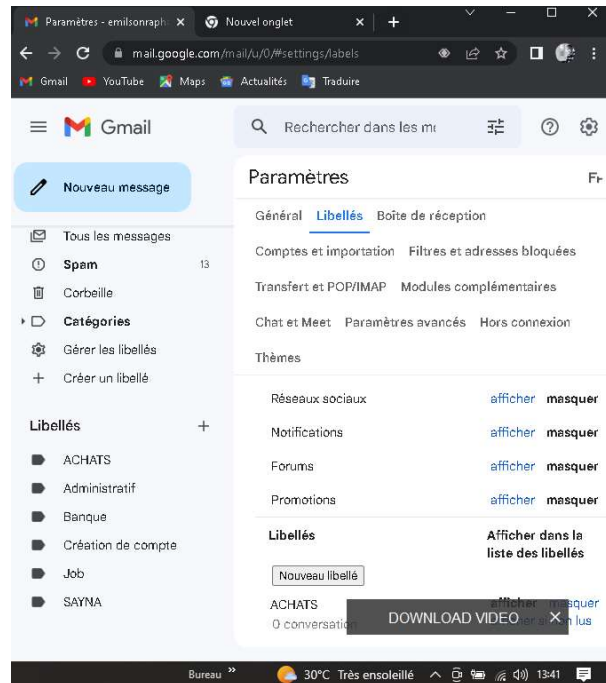 Paramètres - emilsonraph
Nouvel onglet
mail.google.com/mail/u/0/#settings/labels
Gmail YouTube Maps Actualités Traduire
Gmail
Rechercher dans les
Nouveau message
Tous les messages
Spam 13
Corbeille
Catégories
Gérer les libellés
Créer un libellé
Libellés
ACHATS
Administratif
Banque
Création de compte
Job
SAYNA
Paramètres
Général Libellés Boîte de réception
Comptes et importation Filtres et adresses bloquées
Transfert et POP/IMAP Modules complémentaires
Chat et Meet Paramètres avancés Hors connexion
Thèmes
Réseaux sociaux afficher masquer
Notifications afficher masquer
Forums afficher masquer
Promotions afficher masquer
Libellés Afficher dans la
liste des libellés
Nouveau libellé
ACHATS afficher masquer
0 conversation lus
DOWNLOAD VIDEO
Bureau 30°C Très ensoleillé 13:41